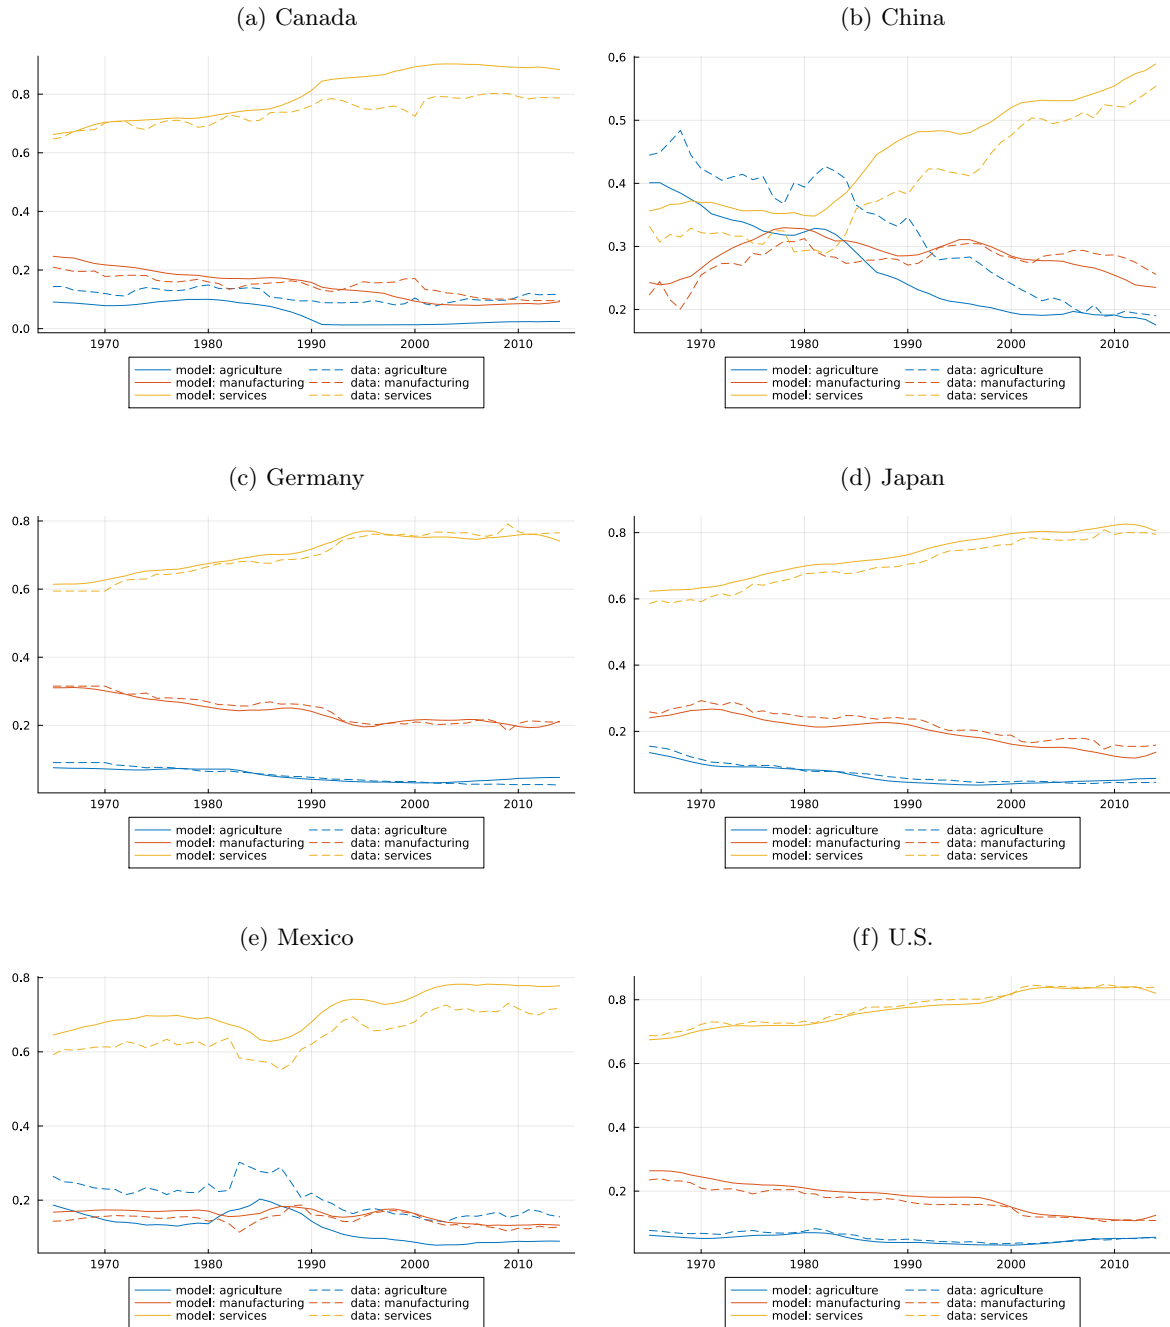 (a) Canada
0.8
0.6
0.4
0.2
0.0
1970 1980 1990 2000 2010
model: agriculture data: agriculture
model: manufacturing data: manufacturing
model: services data: services
(b) China
0.6
0.5
0.4
0.3
0.2
1970 1980 1990 2000 2010
model: agriculture data: agriculture
model: manufacturing data: manufacturing
model: services data: services
(c) Germany
0.8
0.6
0.4
0.2
1970 1980 1990 2000 2010
model: agriculture data: agriculture
model: manufacturing data: manufacturing
model: services data: services
(d) Japan
0.8
0.6
0.4
0.2
1970 1980 1990 2000 2010
model: agriculture data: agriculture
model: manufacturing data: manufacturing
model: services data: services
(e) Mexico
0.8
0.6
0.4
0.2
1970 1980 1990 2000 2010
model: agriculture data: agriculture
model: manufacturing data: manufacturing
model: services data: services
(f) U.S.
0.8
0.6
0.4
0.2
1970 1980 1990 2000 2010
model: agriculture data: agriculture
model: manufacturing data: manufacturing
model: services data: services